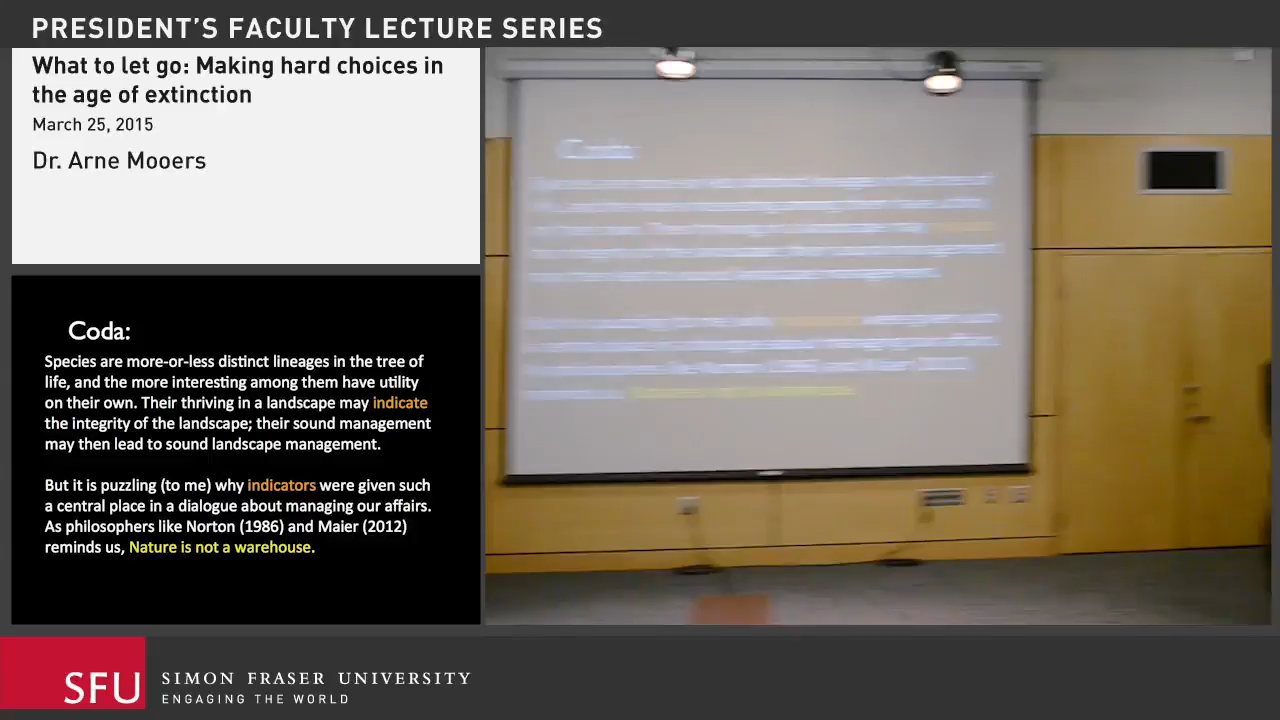 PRESIDENT'S FACULTY LECTURE SERIES
What to let go: Making hard choices in
the age of extinction
March 25, 2015
Dr. Arne Mooers
Coda:
Species are more-or-less distinct lineages in the tree of
life, and the more interesting among them have utility
on their own. Their thriving in a landscape may indicate
the integrity of the landscape; their sound management
may then lead to sound landscape management.
But it is puzzling (to me) why indicators were given such
a central place in a dialogue about managing our affairs.
As philosophers like Norton (1986) and Maier (2012)
reminds us, Nature is not a warehouse.
Coda:
SFU SIMON FRASER UNIVERSITY
ENGAGING THE WORLD